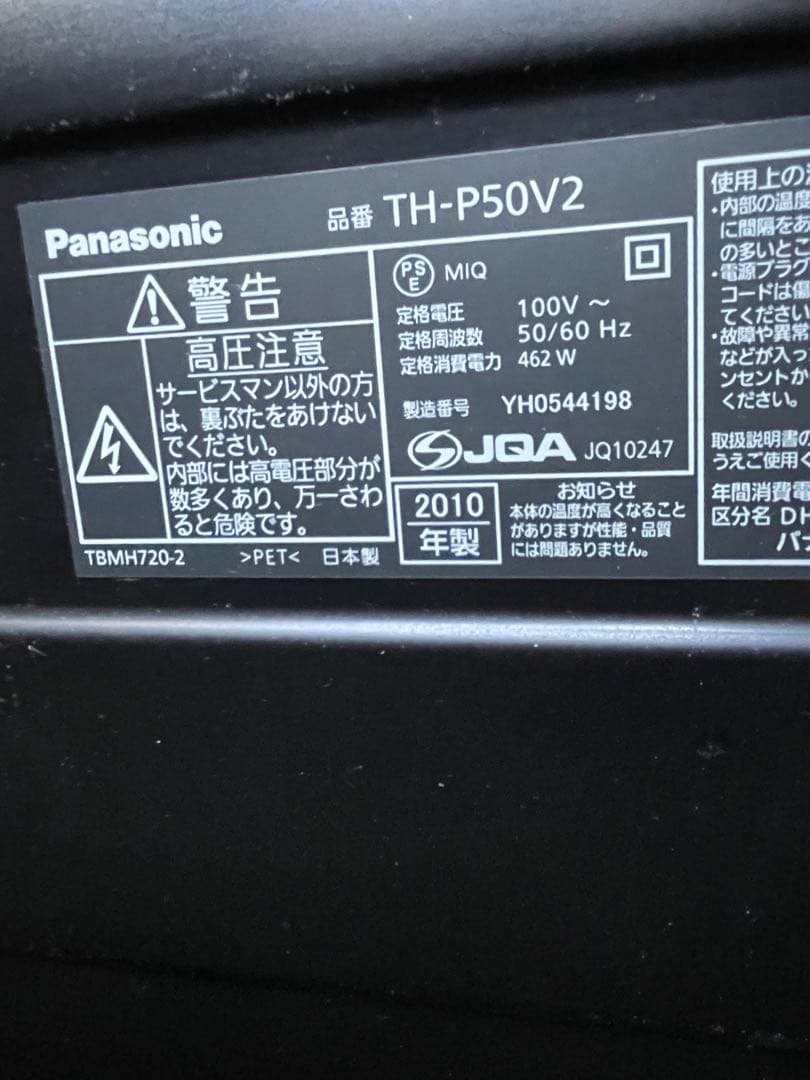 Panasonic
品番 TH-P50V2
警告
高圧注意
サービスマン以外の方
は、裏ぶたをあけない
でください。
内部には高電圧部分が
数多くあり、万一さわ
ると危険です。
TBMH720-2 >PET< 日本製
PSE MIQ
定格電圧 100V ~
定格周波数 50/60 Hz
定格消費電力 462 W
製造番号 YH0544198
JQA JQ10247
2010
年製
お知らせ
本体の温度が高くなること
がありますが性能・品質
には問題ありません。
使用上の
・内部の温度
に間隔をあ
の多いとこ
・電源プラグ
コードは傷
てください
・故障や異常
などが入っ
ンセントか
ください。
取扱説明書の
うえご使用く
年間消費電
区分名 DH
パナ